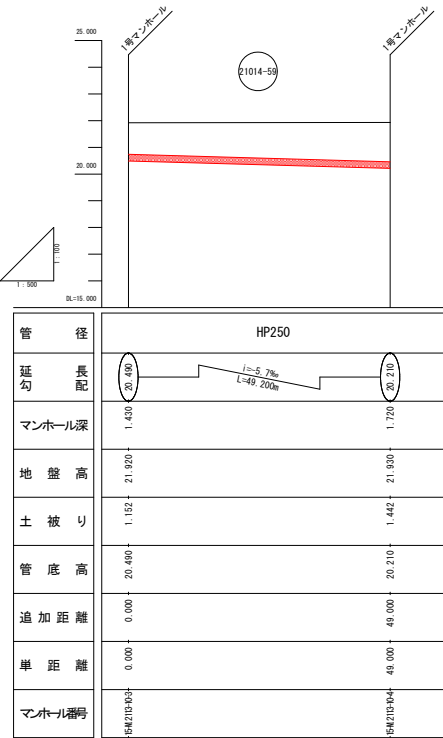 1号マンホール
1号マンホール
25.000
21014-59
20.000
1：100
1：500
DL=15.000
管径 HP250
延長
勾配
20.490
i=-5.7‰
L=49.200m
20.210
マンホール深 1.430 1.720
地盤高 21.920 21.930
土被り 1.152 1.442
管底高 20.490 20.210
追加距離 0.000 49.000
単距離 0.000 49.000
マンホール番号